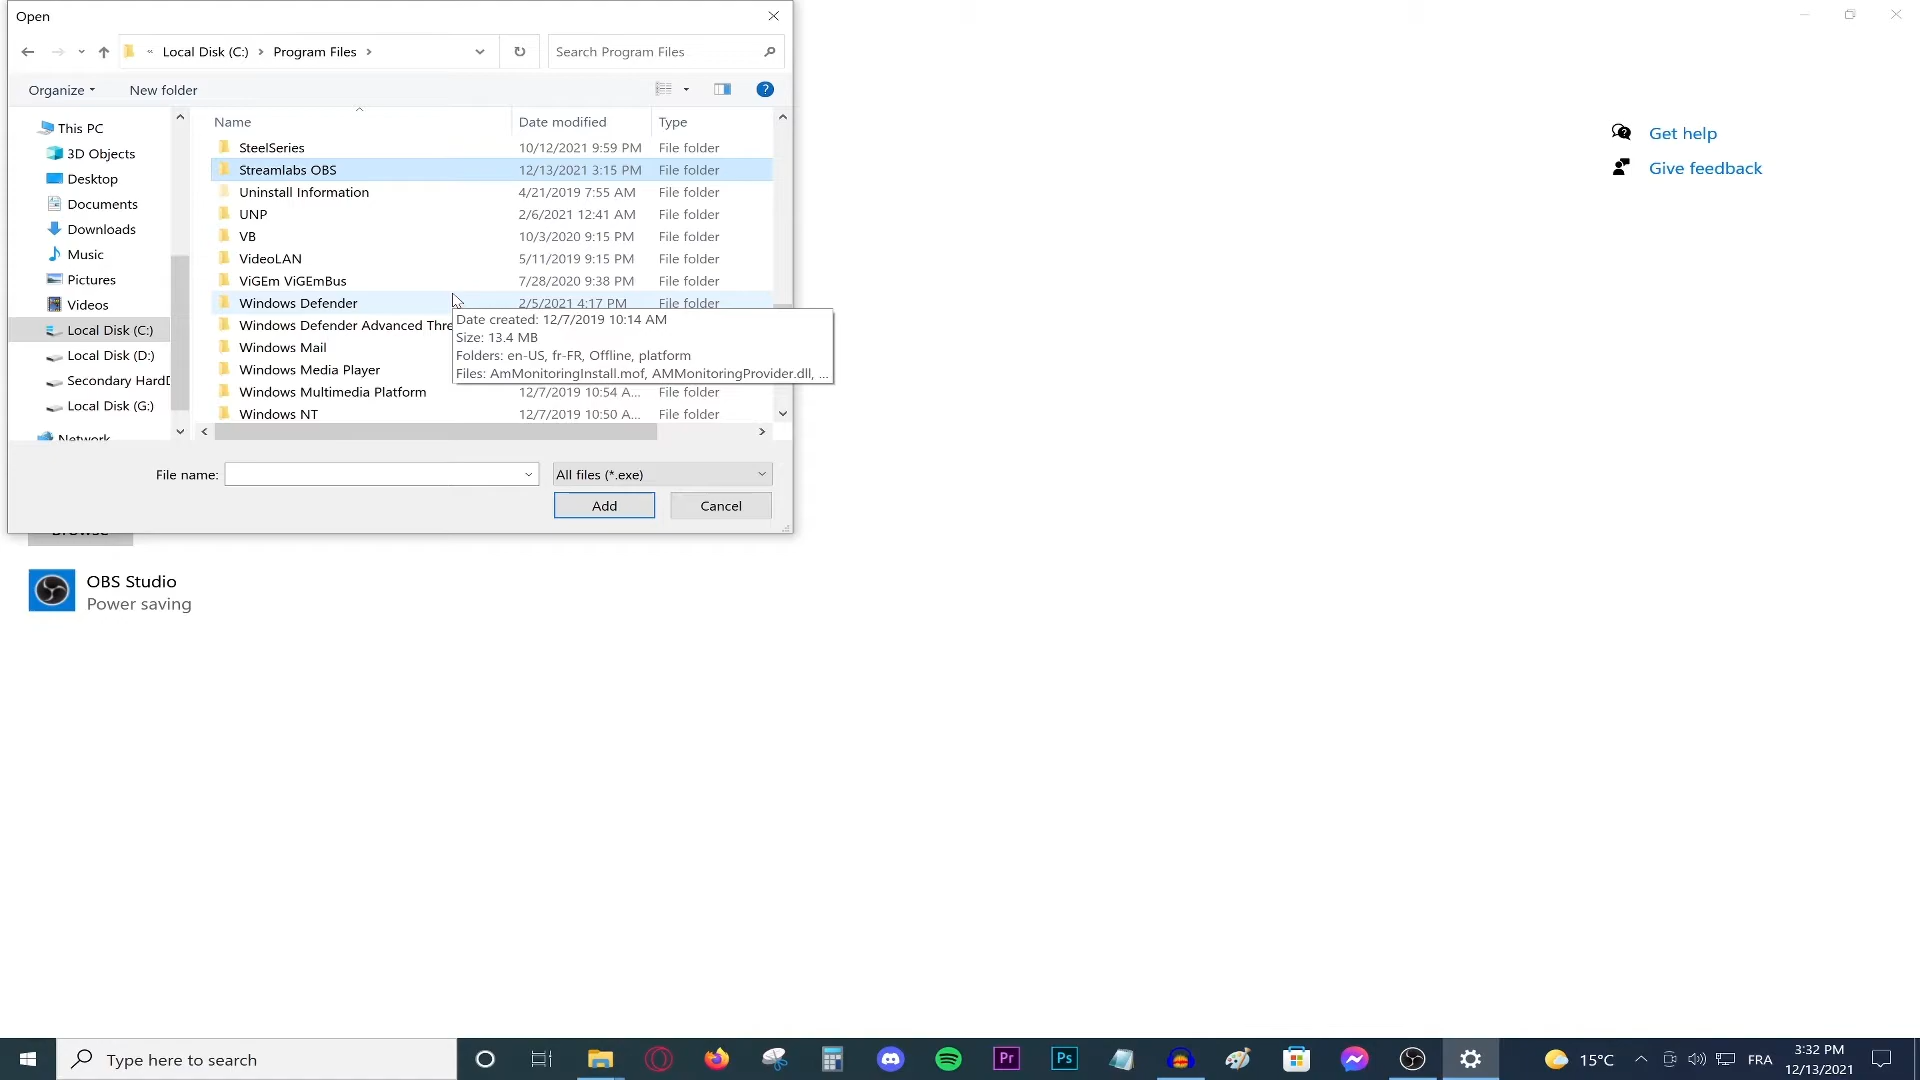 Open
« Local Disk (C:) > Program Files >
Search Program Files
Organize
New folder
?
This PC
3D Objects
Desktop
Documents
Downloads
Music
Pictures
Videos
Local Disk (C:)
Local Disk (D:)
Secondary HardD
Local Disk (G:)
Network
Name Date modified Type
SteelSeries 10/12/2021 9:59 PM File folder
Streamlabs OBS 12/13/2021 3:15 PM File folder
Uninstall Information 4/21/2019 7:55 AM File folder
UNP 2/6/2021 12:41 AM File folder
VB 10/3/2020 9:15 PM File folder
VideoLAN 5/11/2019 9:15 PM File folder
ViGEm ViGEmBus 7/28/2020 9:38 PM File folder
Windows Defender 2/5/2021 4:17 PM File folder
Windows Defender Advanced Thre
Windows Mail
Windows Media Player
Windows Multimedia Platform 12/7/2019 10:54 A... File folder
Windows NT 12/7/2019 10:50 A... File folder
Date created: 12/7/2019 10:14 AM
Size: 13.4 MB
Folders: en-US, fr-FR, Offline, platform
Files: AmMonitoringInstall.mof, AMMonitoringProvider.dll, ...
File name:
All files (*.exe)
Add
Cancel
Browse
OBS Studio
Power saving
Get help
Give feedback
Type here to search
Pr
Ps
15°C
FRA
3:32 PM
12/13/2021